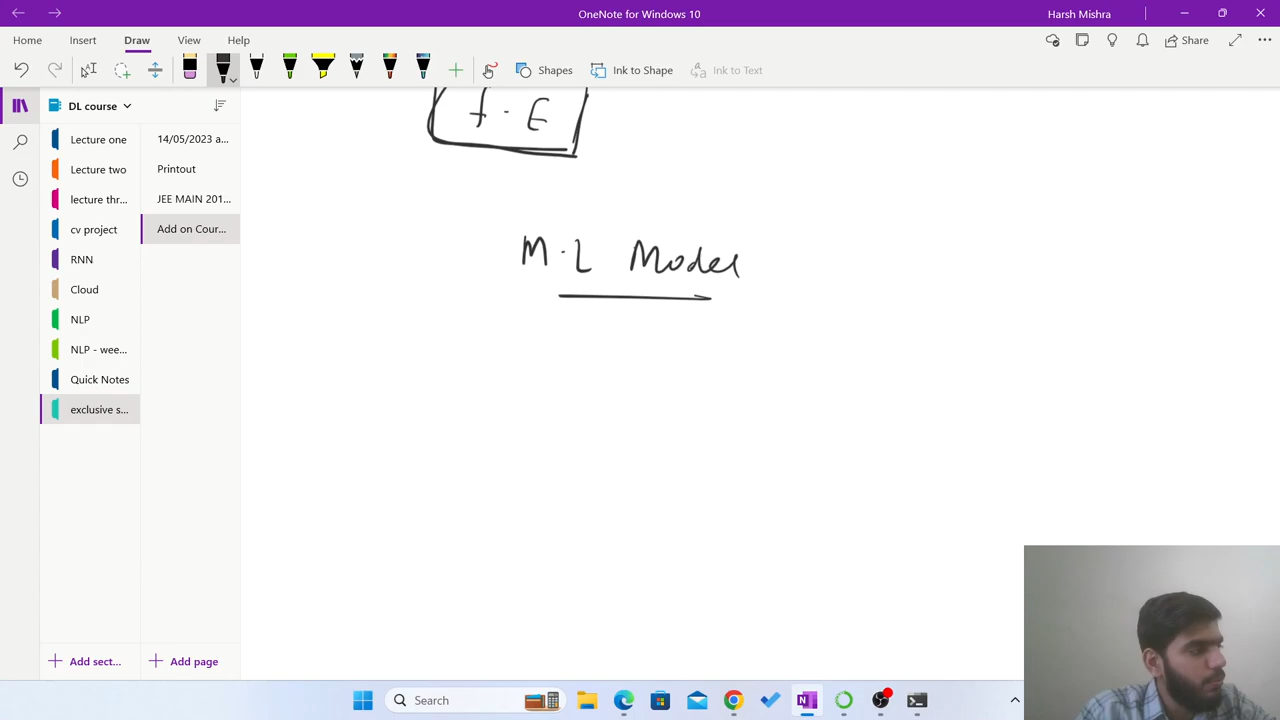 OneNote for Windows 10
Harsh Mishra
Home
Insert
Draw
View
Help
Share
Shapes
Ink to Shape
Ink to Text
DL course
Lecture one
Lecture two
lecture thr...
cv project
RNN
Cloud
NLP
NLP - wee...
Quick Notes
exclusive s...
14/05/2023 a...
Printout
JEE MAIN 201...
Add on Cour...
f · E
M·L Model
Add sect...
Add page
Search